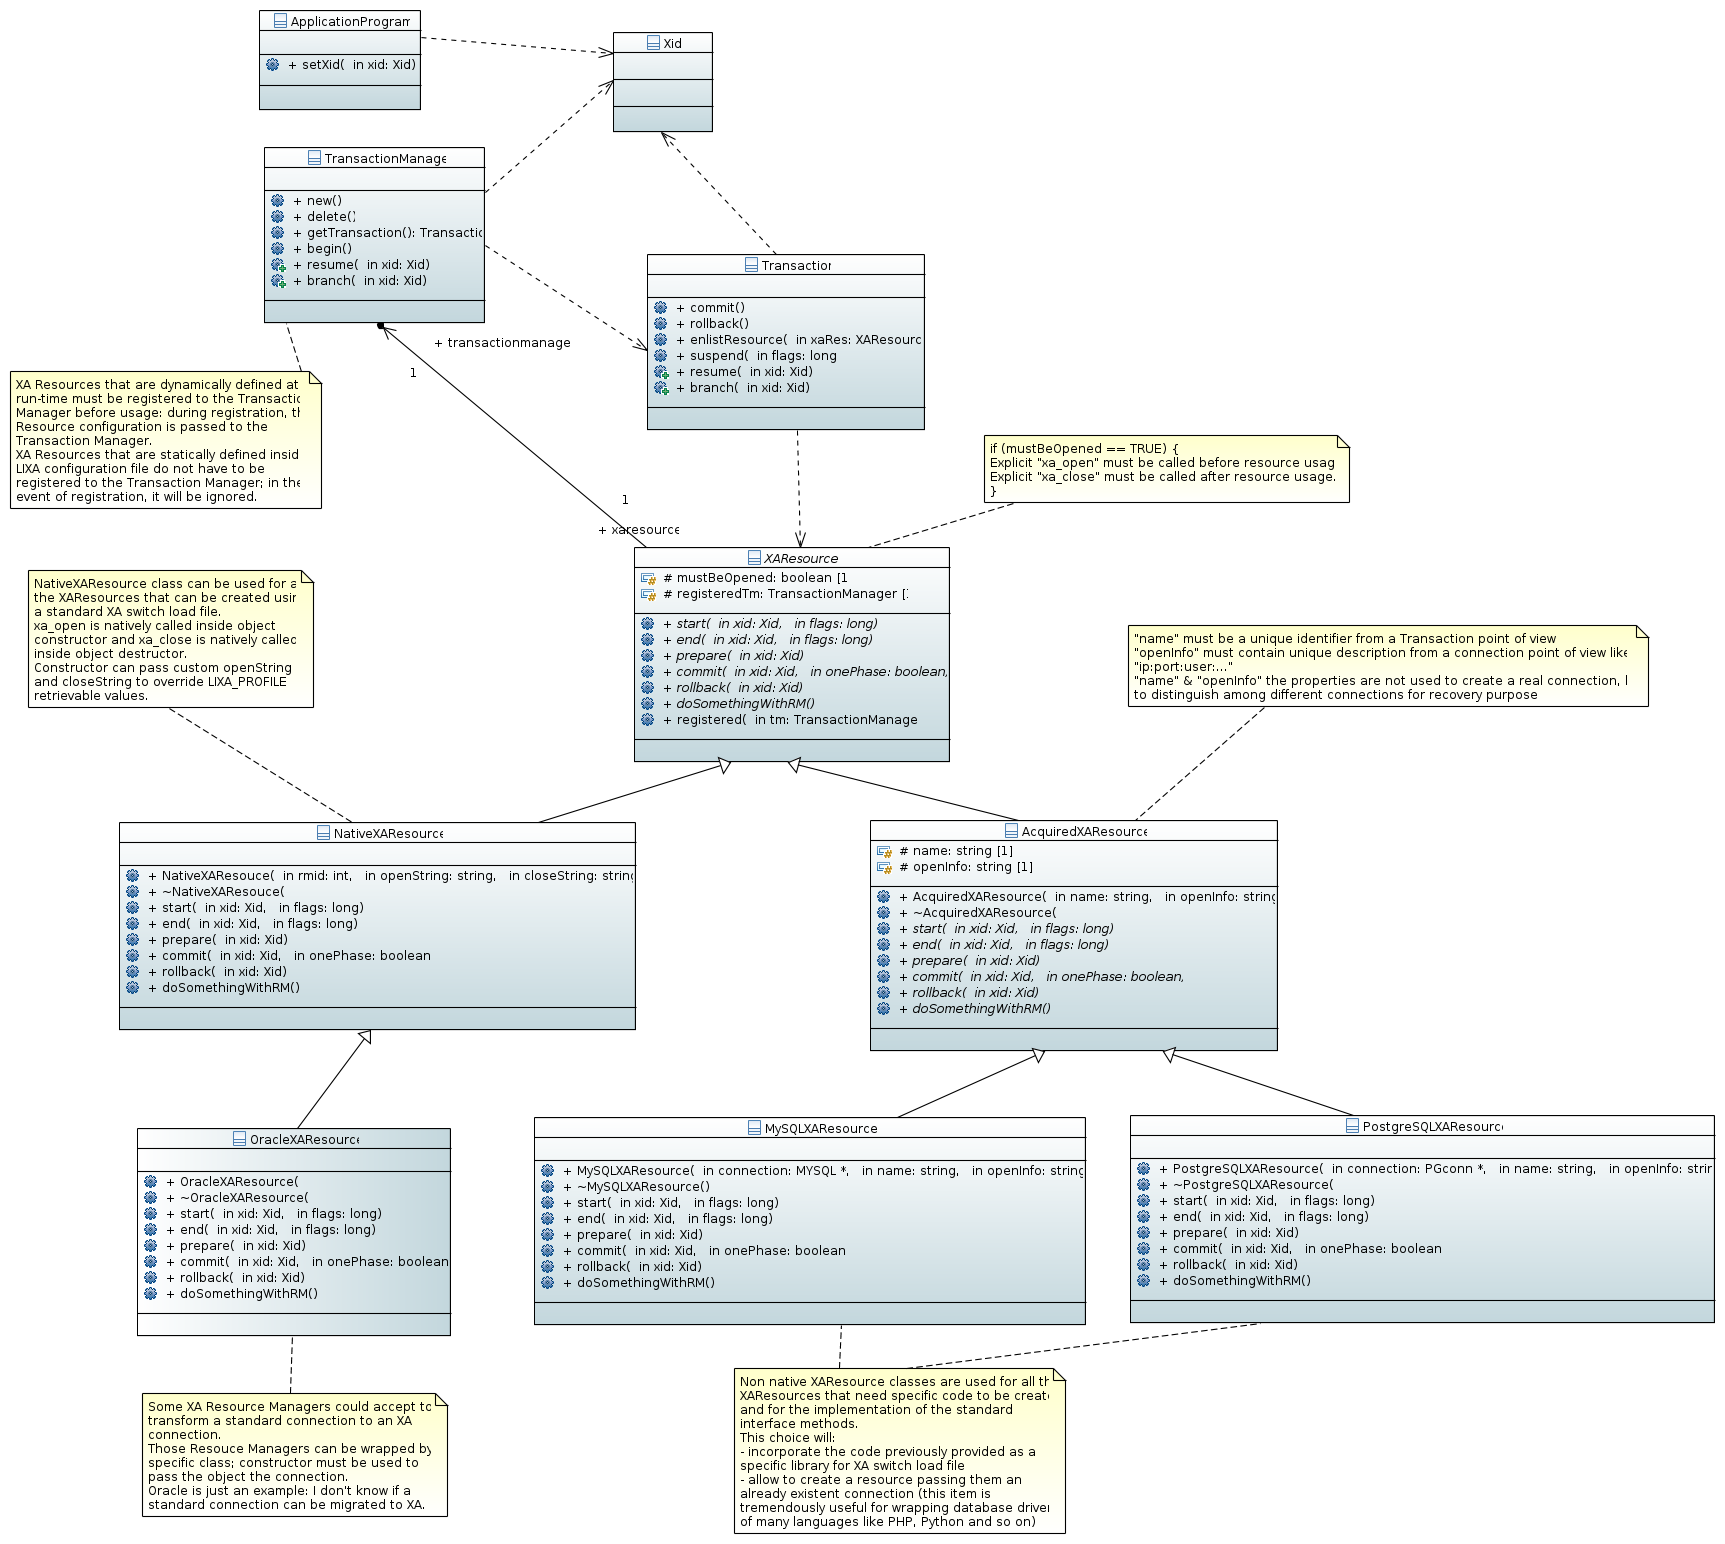 ApplicationProgram
+ setXid(  in xid: Xid)
Xid
TransactionManage
+ new()
+ delete()
+ getTransaction(): Transactic
+ begin()
+ resume(  in xid: Xid)
+ branch(  in xid: Xid)
Transaction
+ commit()
+ rollback()
+ enlistResource(  in xaRes: XAResourc
+ suspend(  in flags: long
+ resume(  in xid: Xid)
+ branch(  in xid: Xid)
+ transactionmanage
1
XA Resources that are dynamically defined at
run-time must be registered to the Transactic
Manager before usage: during registration, th
Resource configuration is passed to the
Transaction Manager.
XA Resources that are statically defined insid
LIXA configuration file do not have to be
registered to the Transaction Manager; in the
event of registration, it will be ignored.
if (mustBeOpened == TRUE) {
Explicit "xa_open" must be called before resource usag
Explicit "xa_close" must be called after resource usage.
}
1
+ xaresource
XAResource
# mustBeOpened: boolean [1
# registeredTm: TransactionManager [1
+ start(  in xid: Xid,   in flags: long)
+ end(  in xid: Xid,   in flags: long)
+ prepare(  in xid: Xid)
+ commit(  in xid: Xid,   in onePhase: boolean,
+ rollback(  in xid: Xid)
+ doSomethingWithRM()
+ registered(  in tm: TransactionManage
NativeXAResource class can be used for a
the XAResources that can be created usir
a standard XA switch load file.
xa_open is natively called inside object
constructor and xa_close is natively called
inside object destructor.
Constructor can pass custom openString
and closeString to override LIXA_PROFILE
retrievable values.
"name" must be a unique identifier from a Transaction point of view
"openInfo" must contain unique description from a connection point of view like
"ip:port:user:..."
"name" & "openInfo" the properties are not used to create a real connection, l
to distinguish among different connections for recovery purpose
NativeXAResource
+ NativeXAResouce(  in rmid: int,   in openString: string,   in closeString: string
+ ~NativeXAResouce(
+ start(  in xid: Xid,   in flags: long)
+ end(  in xid: Xid,   in flags: long)
+ prepare(  in xid: Xid)
+ commit(  in xid: Xid,   in onePhase: boolean
+ rollback(  in xid: Xid)
+ doSomethingWithRM()
AcquiredXAResource
# name: string [1]
# openInfo: string [1]
+ AcquiredXAResource(  in name: string,   in openInfo: string
+ ~AcquiredXAResource(
+ start(  in xid: Xid,   in flags: long)
+ end(  in xid: Xid,   in flags: long)
+ prepare(  in xid: Xid)
+ commit(  in xid: Xid,   in onePhase: boolean,
+ rollback(  in xid: Xid)
+ doSomethingWithRM()
OracleXAResource
+ OracleXAResource(
+ ~OracleXAResource(
+ start(  in xid: Xid,   in flags: long)
+ end(  in xid: Xid,   in flags: long)
+ prepare(  in xid: Xid)
+ commit(  in xid: Xid,   in onePhase: boolean
+ rollback(  in xid: Xid)
+ doSomethingWithRM()
MySQLXAResource
+ MySQLXAResource(  in connection: MYSQL *,   in name: string,   in openInfo: string
+ ~MySQLXAResource()
+ start(  in xid: Xid,   in flags: long)
+ end(  in xid: Xid,   in flags: long)
+ prepare(  in xid: Xid)
+ commit(  in xid: Xid,   in onePhase: boolean
+ rollback(  in xid: Xid)
+ doSomethingWithRM()
PostgreSQLXAResourc
+ PostgreSQLXAResource(  in connection: PGconn *,   in name: string,   in openInfo: strir
+ ~PostgreSQLXAResource(
+ start(  in xid: Xid,   in flags: long)
+ end(  in xid: Xid,   in flags: long)
+ prepare(  in xid: Xid)
+ commit(  in xid: Xid,   in onePhase: boolean
+ rollback(  in xid: Xid)
+ doSomethingWithRM()
Some XA Resource Managers could accept to
transform a standard connection to an XA
connection.
Those Resouce Managers can be wrapped by
specific class; constructor must be used to
pass the object the connection.
Oracle is just an example: I don't know if a
standard connection can be migrated to XA.
Non native XAResource classes are used for all th
XAResources that need specific code to be create
and for the implementation of the standard
interface methods.
This choice will:
- incorporate the code previously provided as a
specific library for XA switch load file
- allow to create a resource passing them an
already existent connection (this item is
tremendously useful for wrapping database driver
of many languages like PHP, Python and so on)